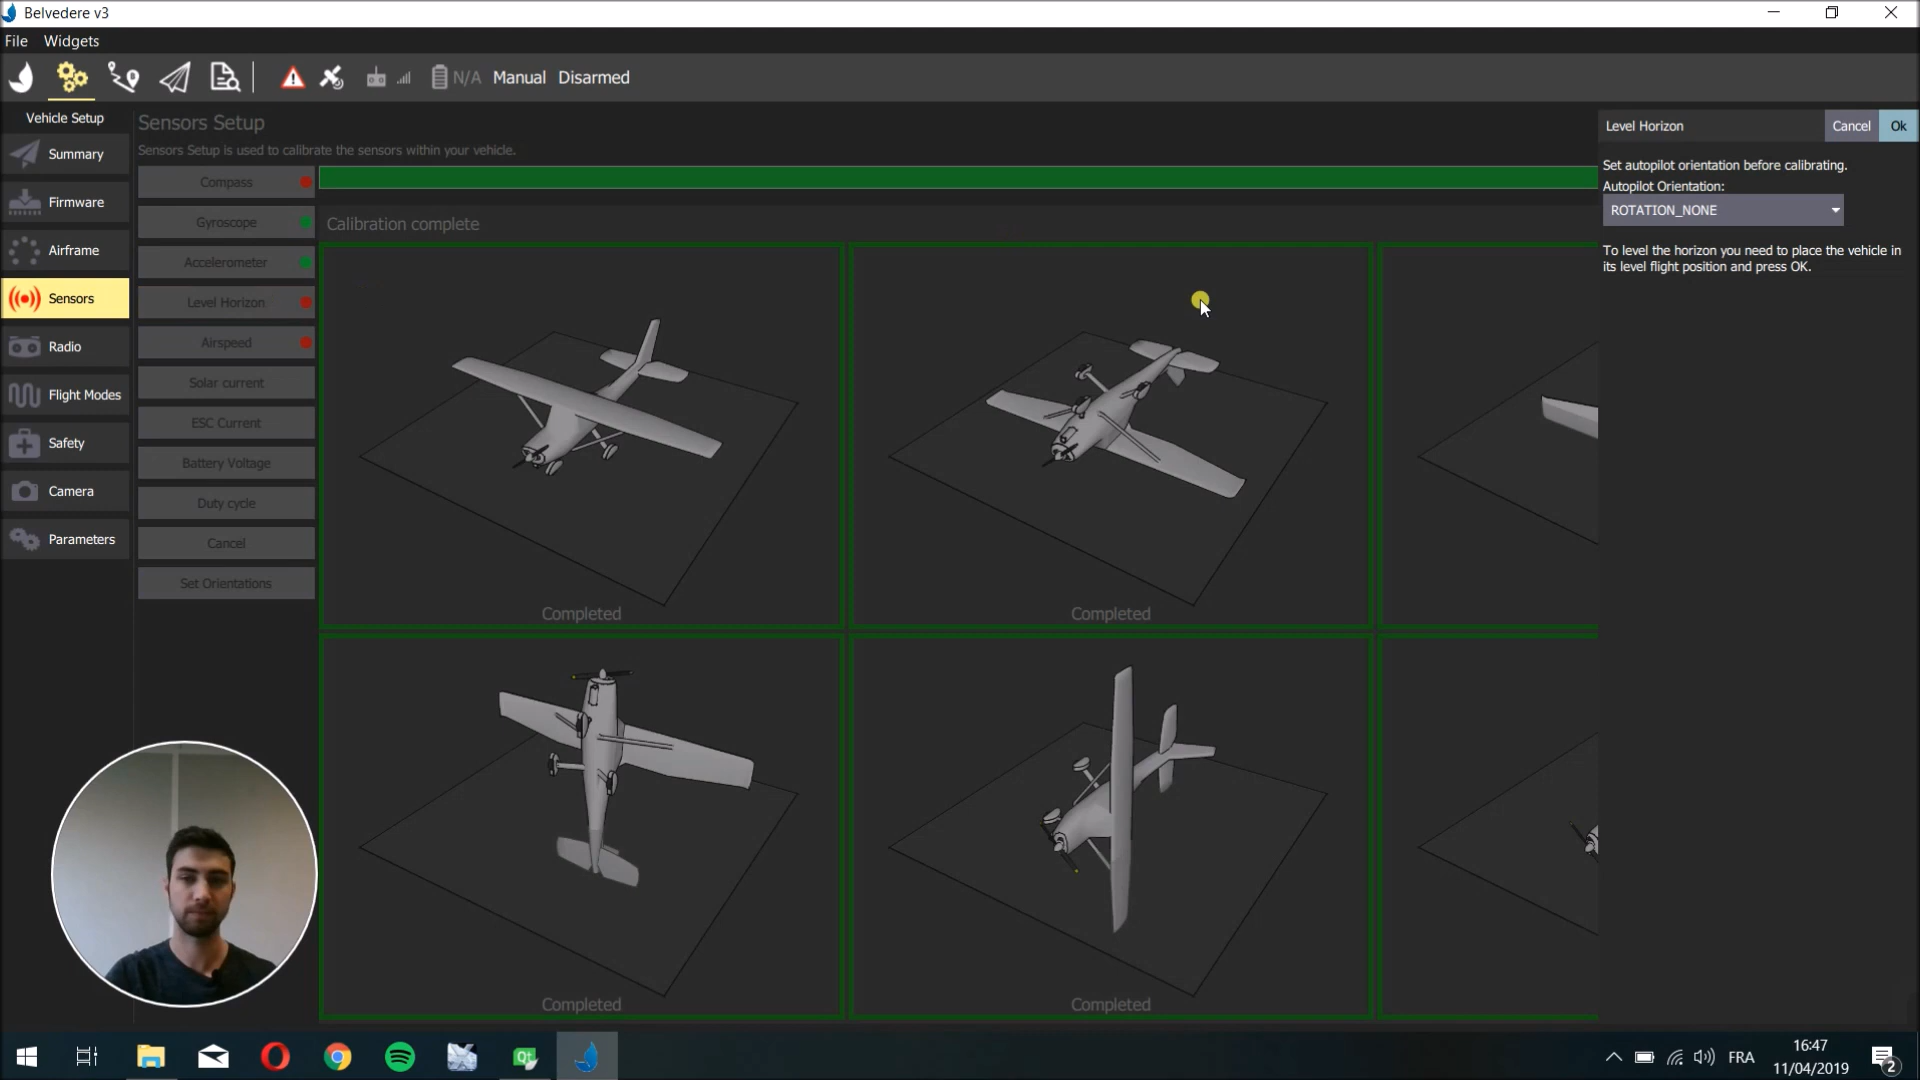 Belvedere v3
File Widgets
N/A Manual Disarmed
Vehicle Setup
Summary
Firmware
Airframe
Sensors
Radio
Flight Modes
Safety
Camera
Parameters
Sensors Setup
Sensors Setup is used to calibrate the sensors within your vehicle.
Compass
Gyroscope
Accelerometer
Level Horizon
Airspeed
Solar current
ESC Current
Battery Voltage
Duty cycle
Cancel
Set Orientations
Calibration complete
Completed
Completed
Completed
Completed
Level Horizon Cancel Ok
Set autopilot orientation before calibrating.
Autopilot Orientation:
ROTATION_NONE
To level the horizon you need to place the vehicle in
its level flight position and press OK.
Qt
FRA
16:47
11/04/2019
2